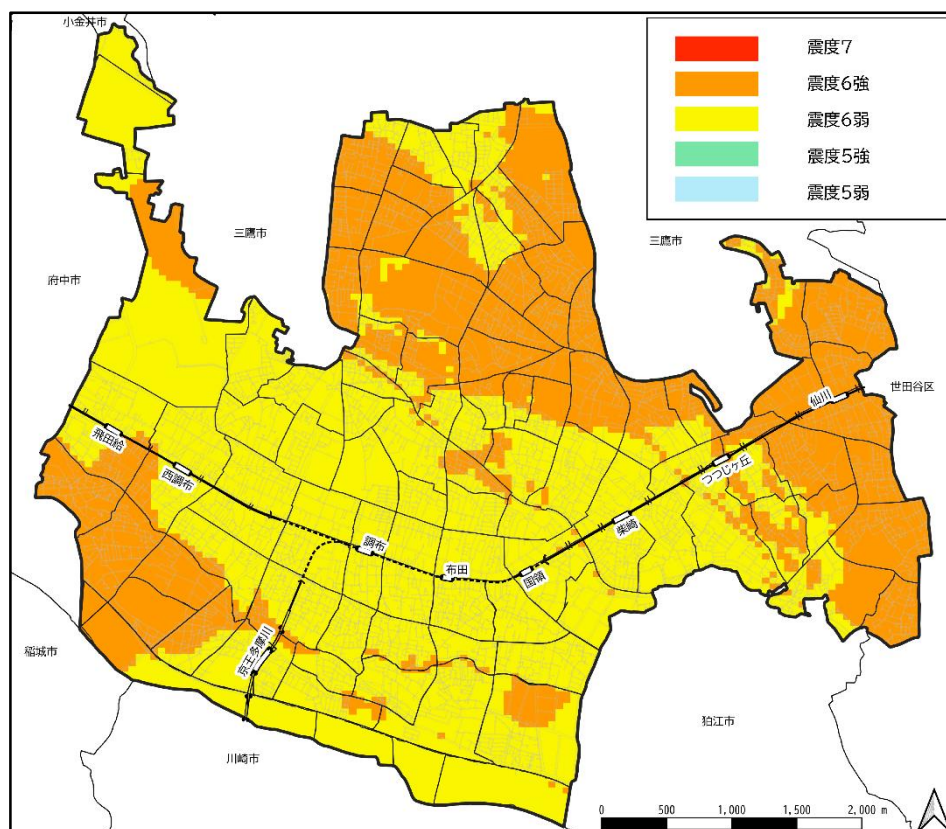 小金井市
震度7
震度6強
震度6弱
震度5強
震度5弱
三鷹市
三鷹市
府中市
世田谷区
仙川
飛田給
つつじヶ丘
西調布
柴崎
調布
布田
国領
京王多摩川
稲城市
狛江市
川崎市
0 500 1,000 1,500 2,000 m